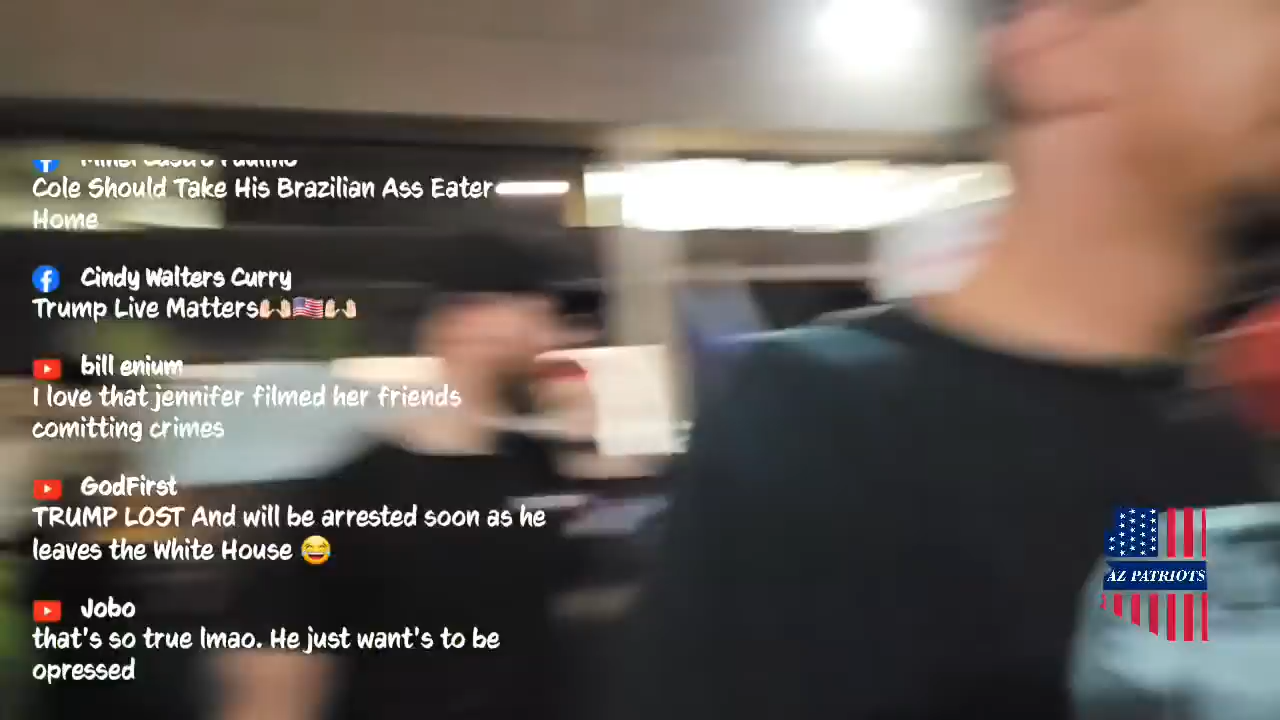 Cole Should Take His Brazilian Ass Eater
Home
Cindy Walters Curry
Trump Live Matters🙌🏻🇺🇸🙌🏻
bill enium
I love that jennifer filmed her friends
comitting crimes
GodFirst
TRUMP LOST And will be arrested soon as he
leaves the White House 😂
Jobo
that's so true lmao. He just want's to be
opressed
AZ PATRIOTS